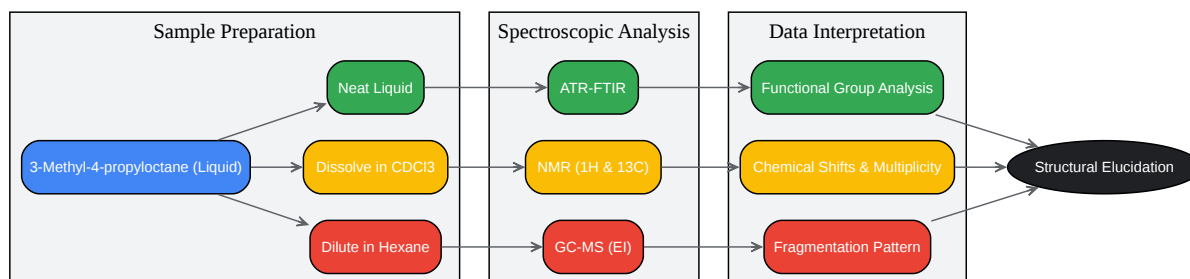 Sample Preparation
Spectroscopic Analysis
Data Interpretation
Neat Liquid
ATR-FTIR
Functional Group Analysis
3-Methyl-4-propyloctane (Liquid)
Dissolve in CDCl3
NMR (1H & 13C)
Chemical Shifts & Multiplicity
Structural Elucidation
Dilute in Hexane
GC-MS (EI)
Fragmentation Pattern